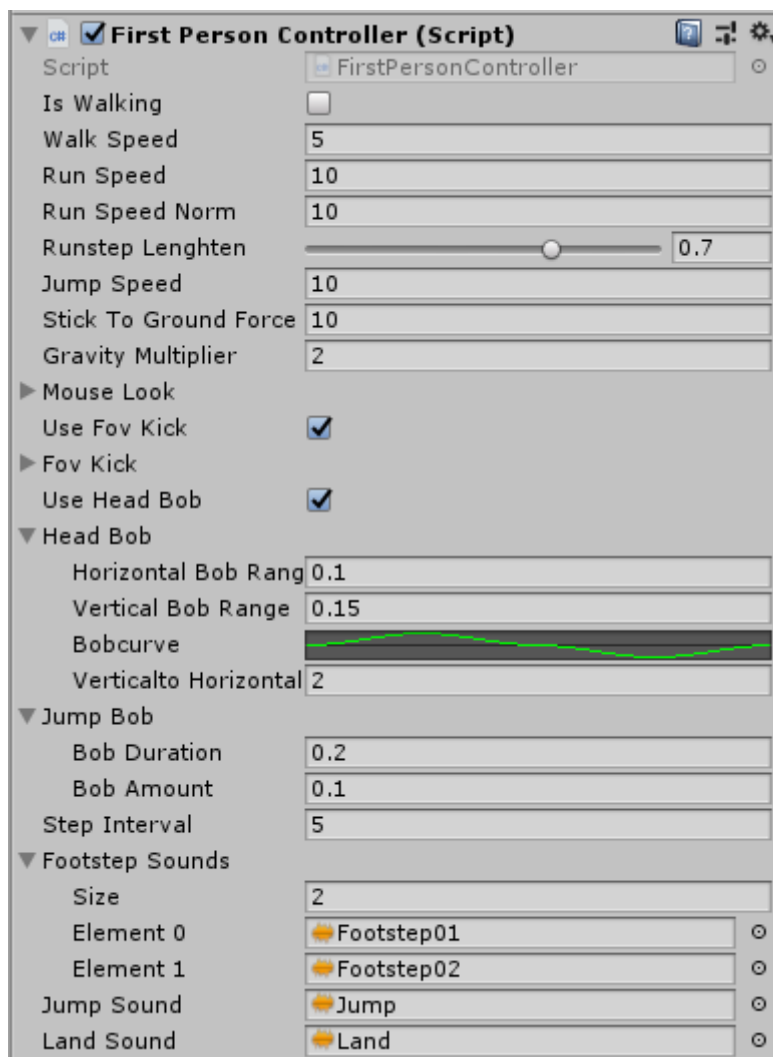 First Person Controller (Script)
Script FirstPersonController
Is Walking
Walk Speed 5
Run Speed 10
Run Speed Norm 10
Runstep Lenghten 0.7
Jump Speed 10
Stick To Ground Force 10
Gravity Multiplier 2
Mouse Look
Use Fov Kick
Fov Kick
Use Head Bob
Head Bob
Horizontal Bob Rang 0.1
Vertical Bob Range 0.15
Bobcurve
Verticalto Horizontal 2
Jump Bob
Bob Duration 0.2
Bob Amount 0.1
Step Interval 5
Footstep Sounds
Size 2
Element 0 Footstep01
Element 1 Footstep02
Jump Sound Jump
Land Sound Land